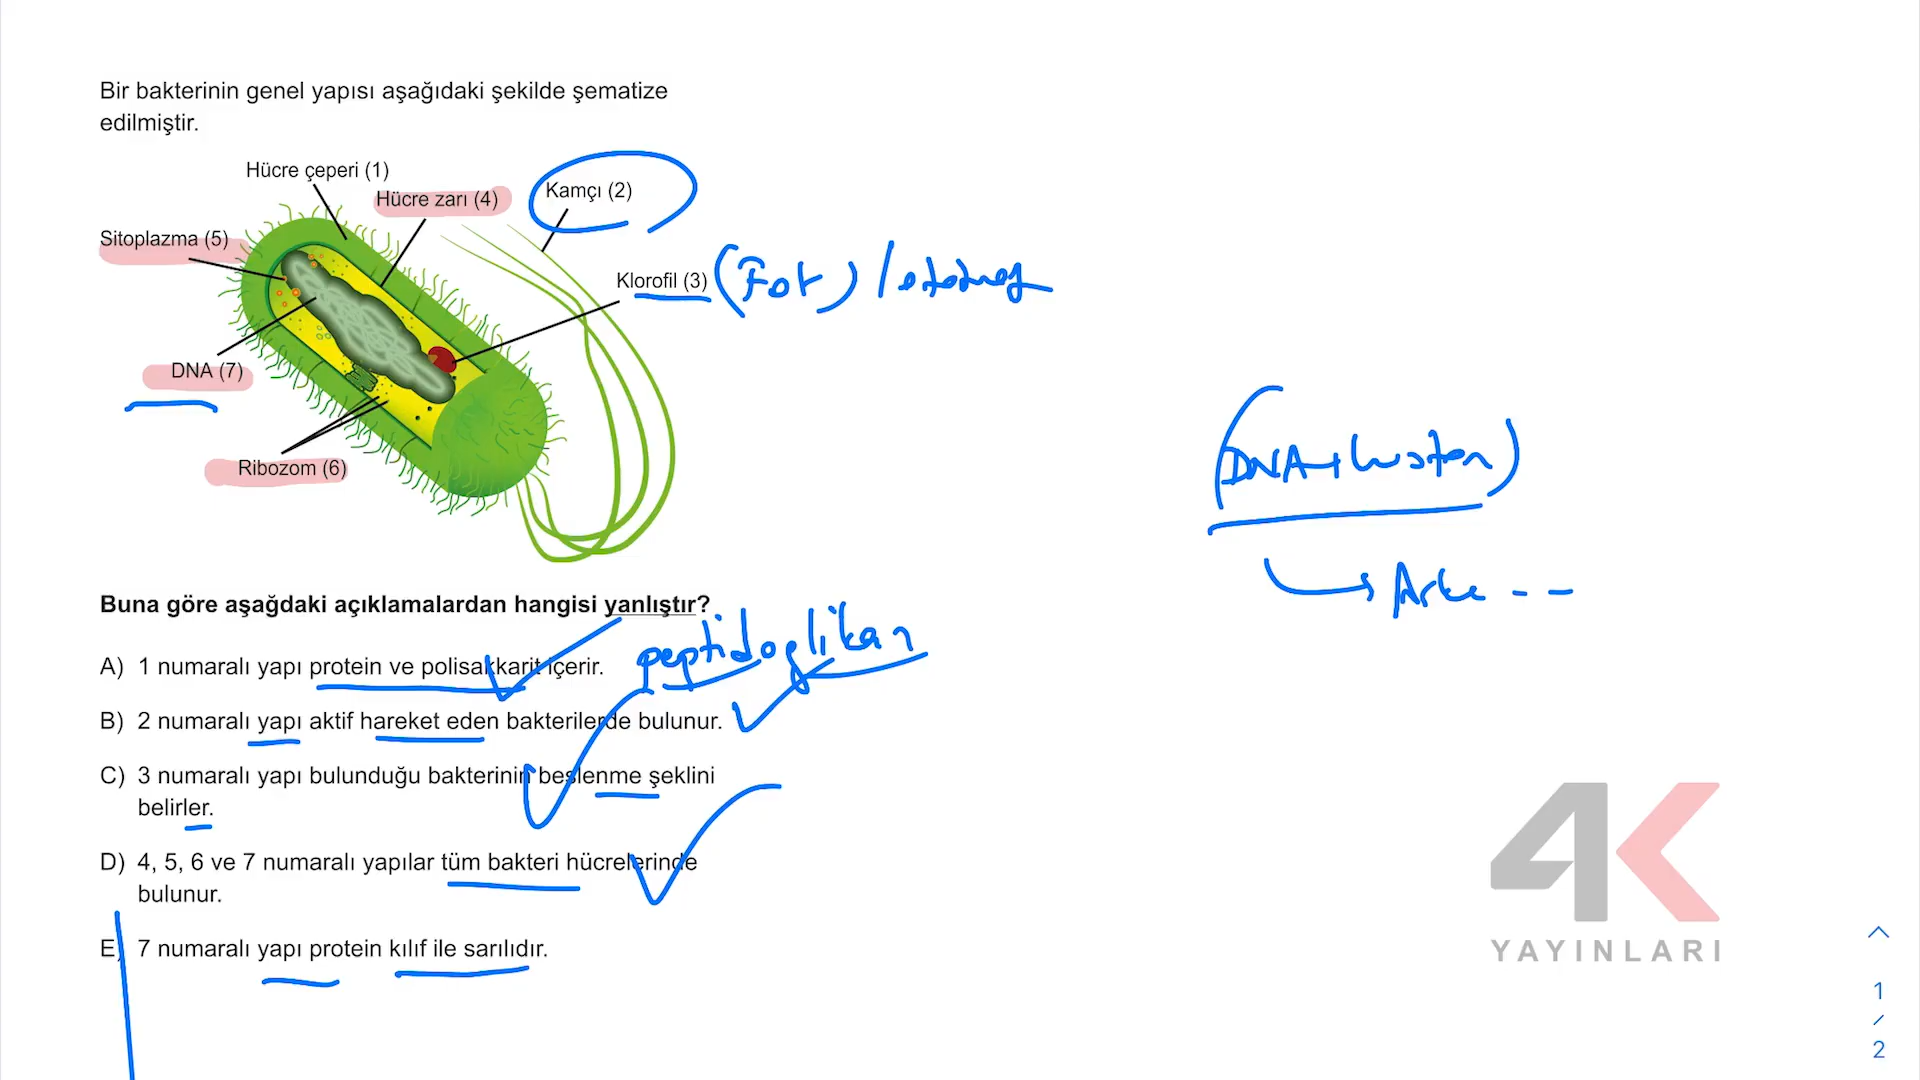 Bir bakterinin genel yapısı aşağıdaki şekilde şematize
edilmiştir.
Hücre çeperi (1)
Hücre zarı (4)
Kamçı (2)
Sitoplazma (5)
Klorofil (3)
(Fot) /
DNA (7)
Ribozom (6)
(DNA+histon)
Arke --
Buna göre aşağdaki açıklamalardan hangisi yanlıştır?
peptidoglikan
A) 1 numaralı yapı protein ve polisakkarit içerir.
B) 2 numaralı yapı aktif hareket eden bakterilerde bulunur.
C) 3 numaralı yapı bulunduğu bakterinin beslenme şeklini
belirler.
D) 4, 5, 6 ve 7 numaralı yapılar tüm bakteri hücrelerinde
bulunur.
E) 7 numaralı yapı protein kılıf ile sarılıdır.
4K
YAYINLARI
1
/
2